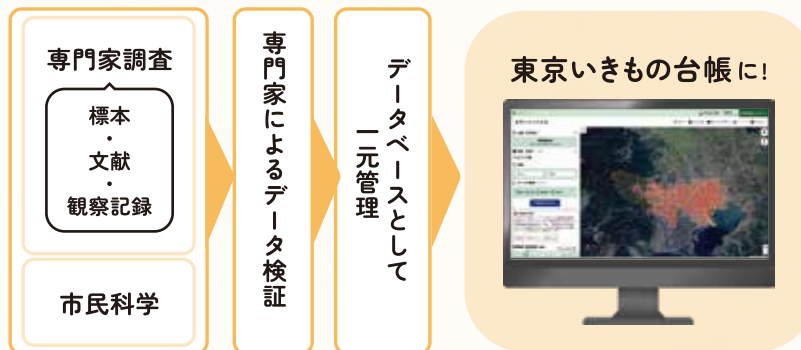 専門家調査
標本
・
文献
・
観察記録
市民科学
専門家によるデータ検証
データベースとして
一元管理
東京いきもの台帳に!